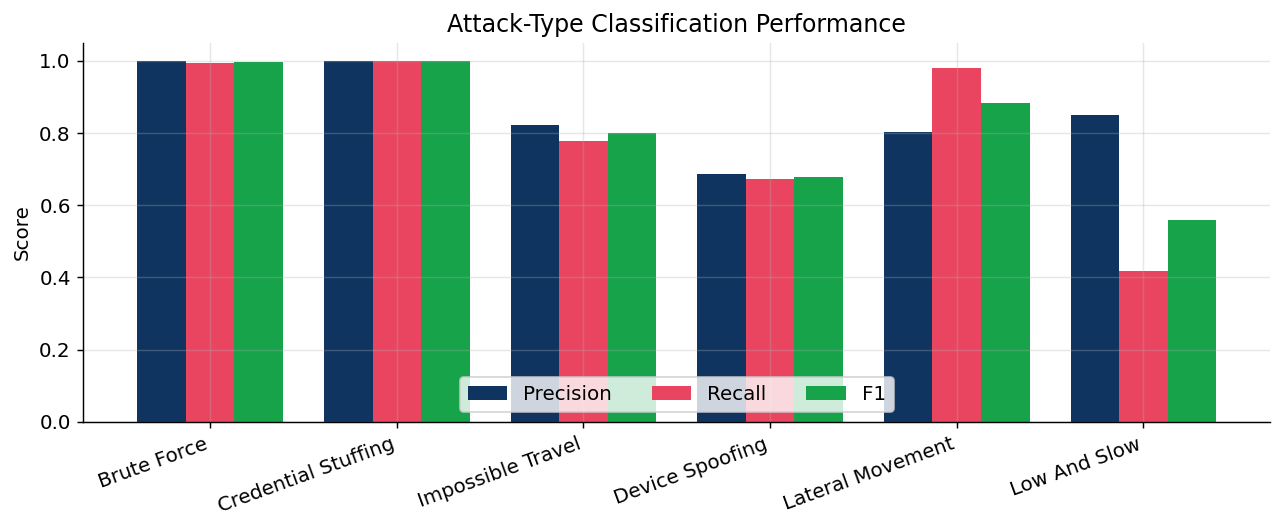 Attack-Type Classification Performance
Score
1.0
0.8
0.6
0.4
0.2
0.0
Precision Recall F1
Brute Force
Credential Stuffing
Impossible Travel
Device Spoofing
Lateral Movement
Low And Slow